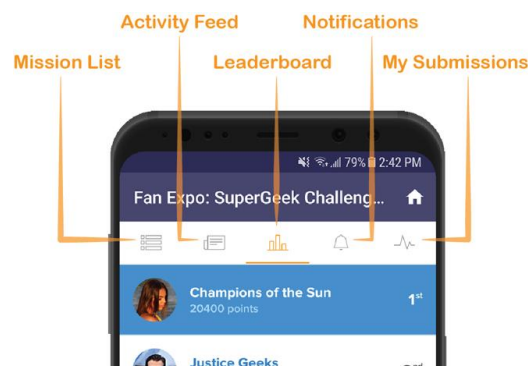 Activity Feed
Notifications
Mission List
Leaderboard
My Submissions
79% 2:42 PM
Fan Expo: SuperGeek Challeng...
Champions of the Sun
1st
20400 points
Justice Geeks